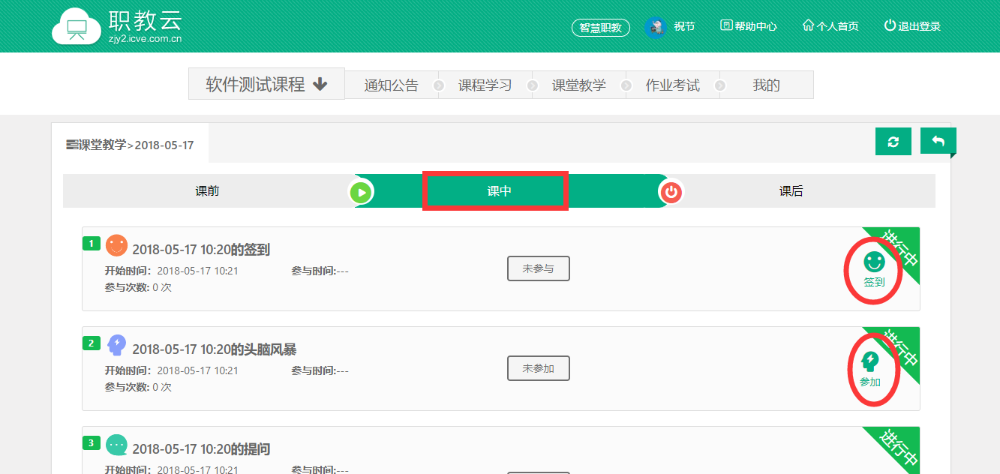 职教云
zjy2.icve.com.cn
智慧职教 祝节 帮助中心 个人首页 退出登录
软件测试课程 通知公告 课程学习 课堂教学 作业考试 我的
课堂教学>2018-05-17
课前 课中 课后
1 2018-05-17 10:20的签到
进行中
开始时间：2018-05-17 10:21 参与时间:---
未参与
签到
参与次数: 0 次
2 2018-05-17 10:20的头脑风暴
进行中
开始时间：2018-05-17 10:21 参与时间:---
未参加
参加
参与次数: 0 次
3 2018-05-17 10:20的提问
进行中
开始时间：2018-05-17 10:21 参与时间:---